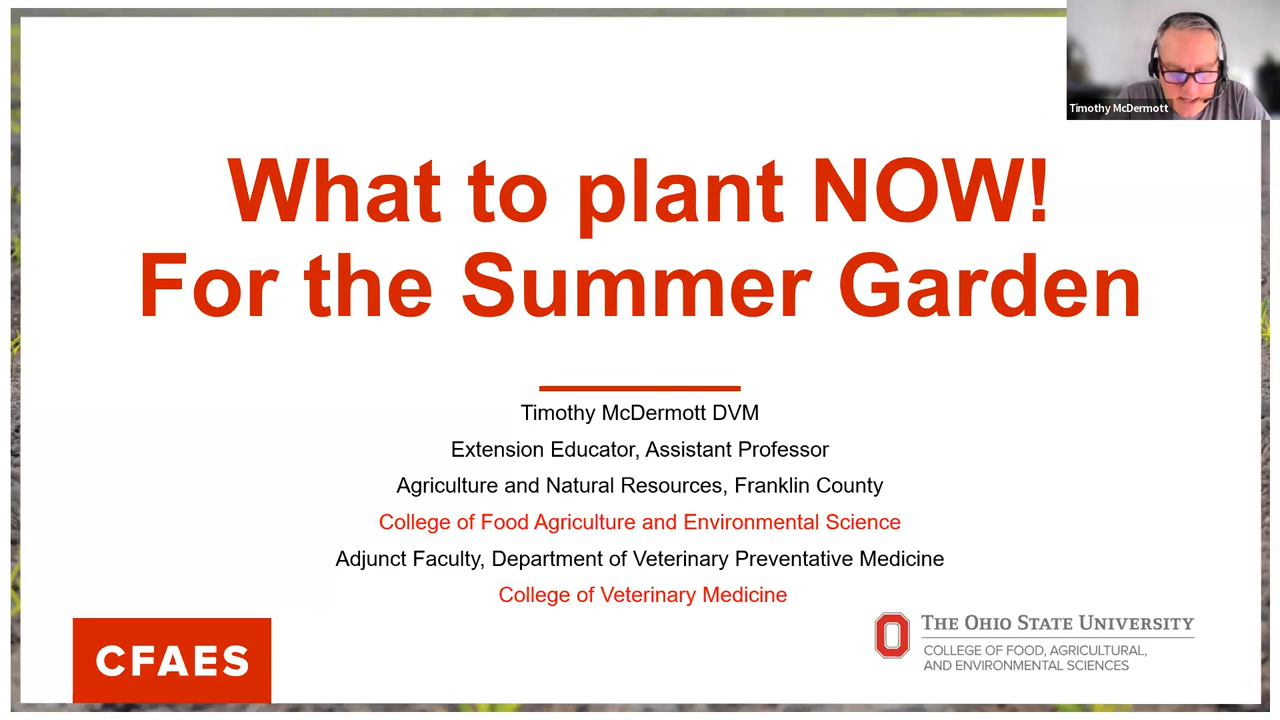 Timothy McDermott
What to plant NOW!
For the Summer Garden
Timothy McDermott DVM
Extension Educator, Assistant Professor
Agriculture and Natural Resources, Franklin County
College of Food Agriculture and Environmental Science
Adjunct Faculty, Department of Veterinary Preventative Medicine
College of Veterinary Medicine
CFAES
THE OHIO STATE UNIVERSITY
COLLEGE OF FOOD, AGRICULTURAL,
AND ENVIRONMENTAL SCIENCES